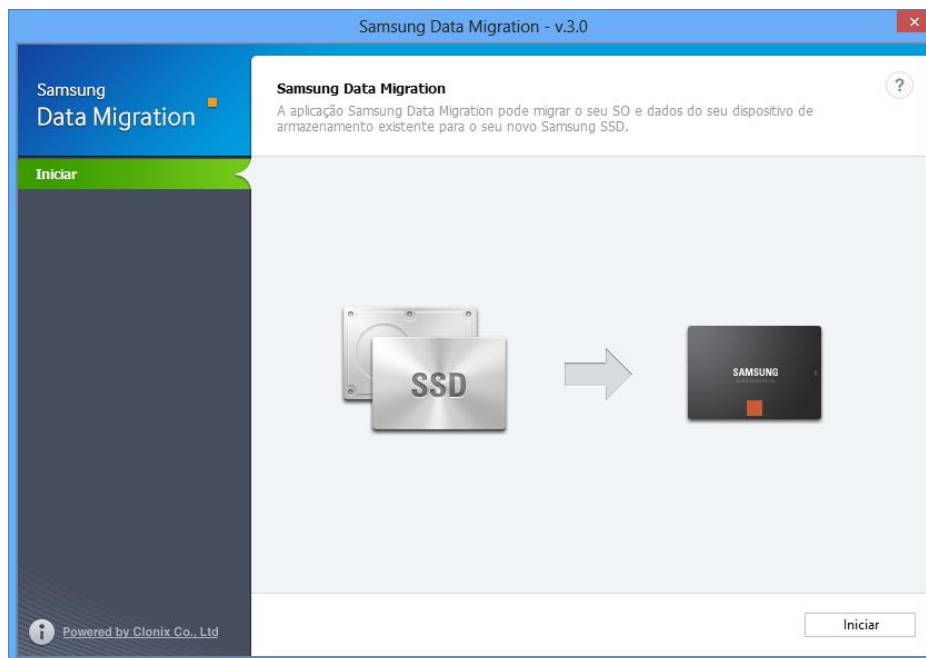 Samsung Data Migration - v.3.0
Samsung
Data Migration
Samsung Data Migration
A aplicação Samsung Data Migration pode migrar o seu SO e dados do seu dispositivo de
armazenamento existente para o seu novo Samsung SSD.
?
Iniciar
SSD
SAMSUNG
Powered by Clonix Co., Ltd
Iniciar